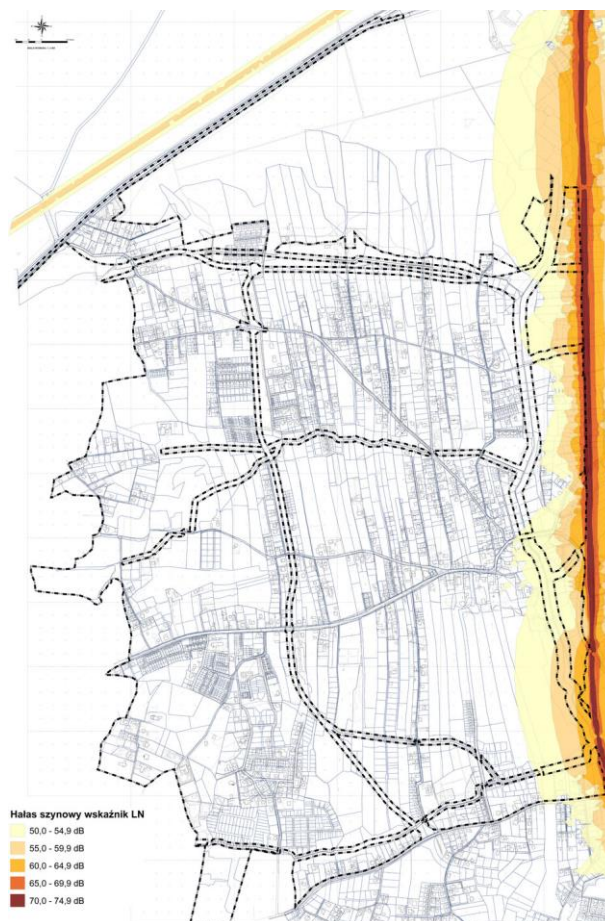 Hałas szynowy wskaźnik LN
50,0 - 54,9 dB
55,0 - 59,9 dB
60,0 - 64,9 dB
65,0 - 69,9 dB
70,0 - 74,9 dB